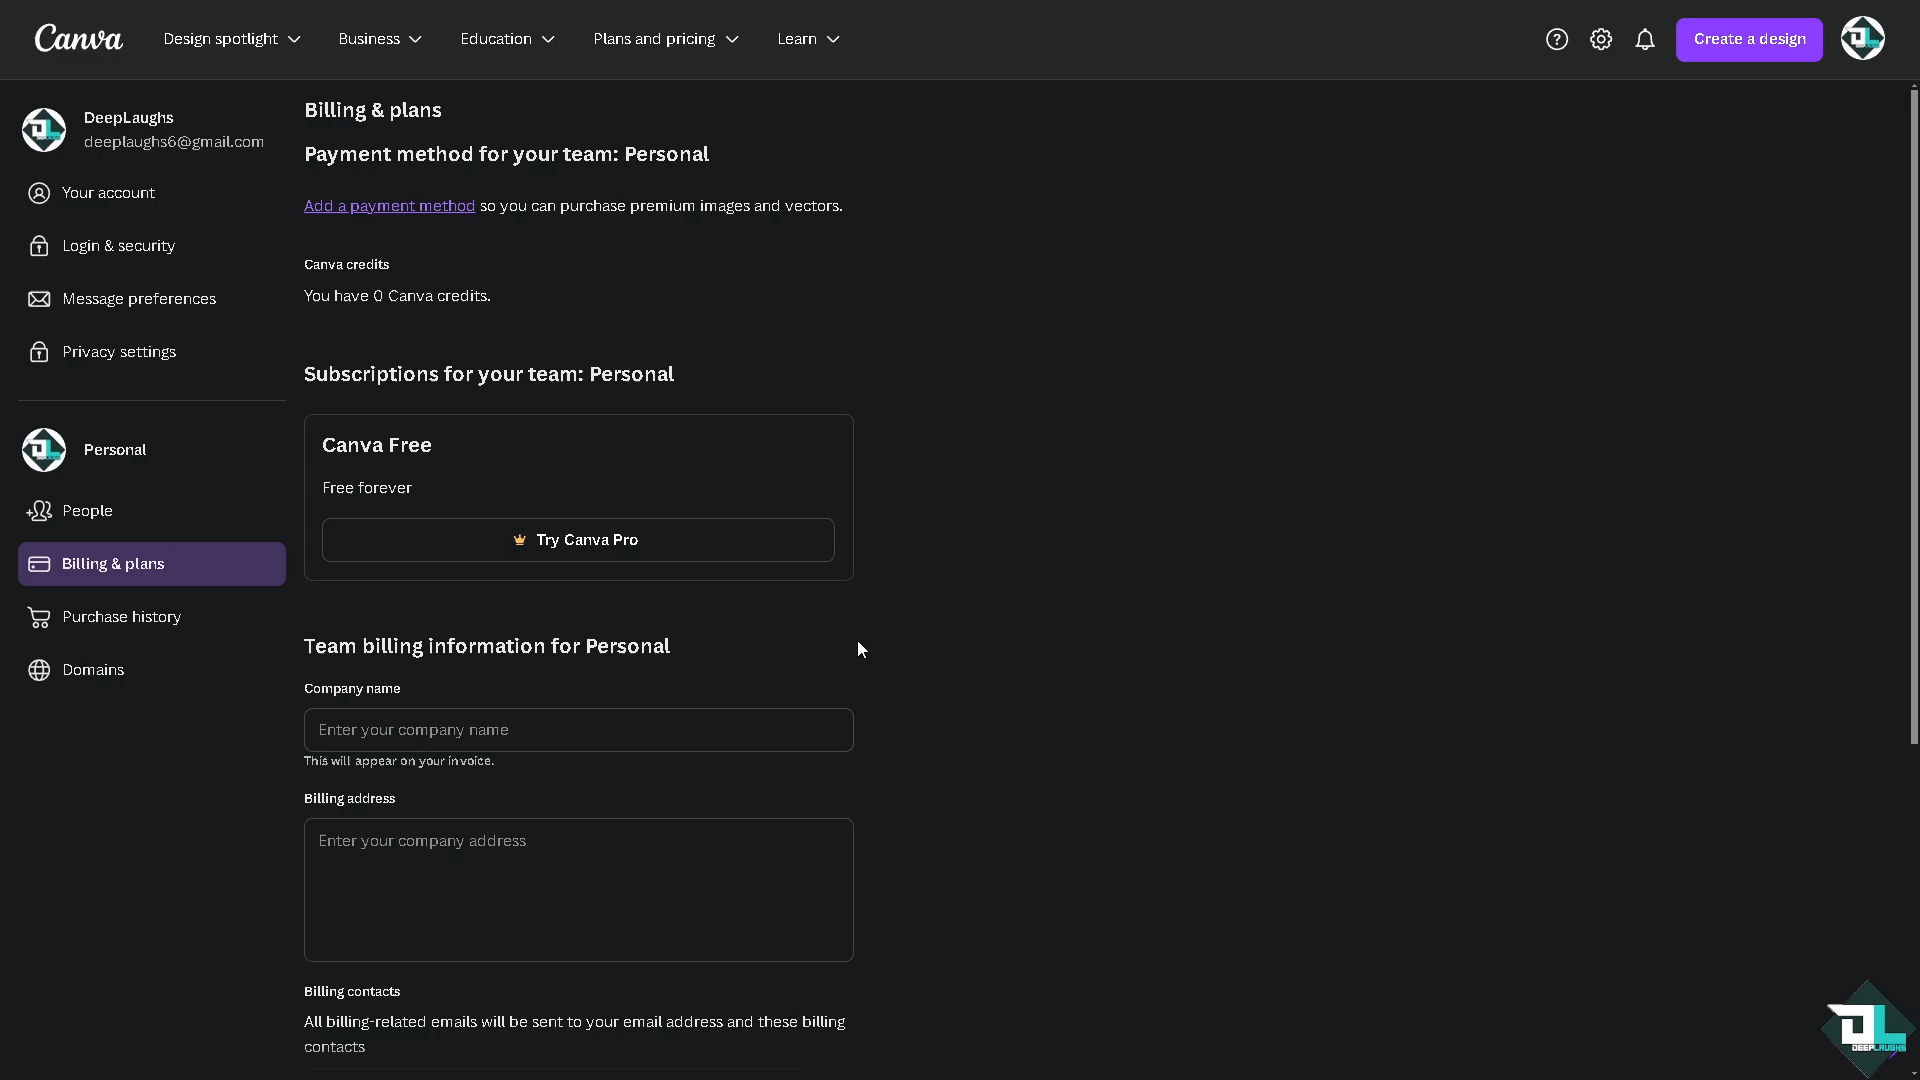 Canva
Design spotlight
Business
Education
Plans and pricing
Learn
Create a design
DeepLaughs
deeplaughs6@gmail.com
Your account
Login & security
Message preferences
Privacy settings
Personal
People
Billing & plans
Purchase history
Domains
Billing & plans
Payment method for your team: Personal
Add a payment method so you can purchase premium images and vectors.
Canva credits
You have 0 Canva credits.
Subscriptions for your team: Personal
Canva Free
Free forever
Try Canva Pro
Team billing information for Personal
Company name
Enter your company name
This will appear on your invoice.
Billing address
Enter your company address
Billing contacts
All billing-related emails will be sent to your email address and these billing
contacts
DL
DEEPLAUGHS